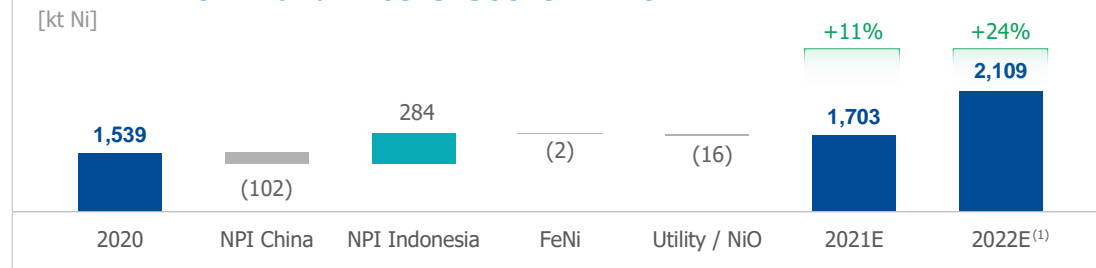 [kt Ni]
+11%
+24%
2,109
1,703
1,539
284
(2)
(16)
(102)
2020
NPI China
NPI Indonesia
FeNi
Utility / NiO
2021E
2022E(1)